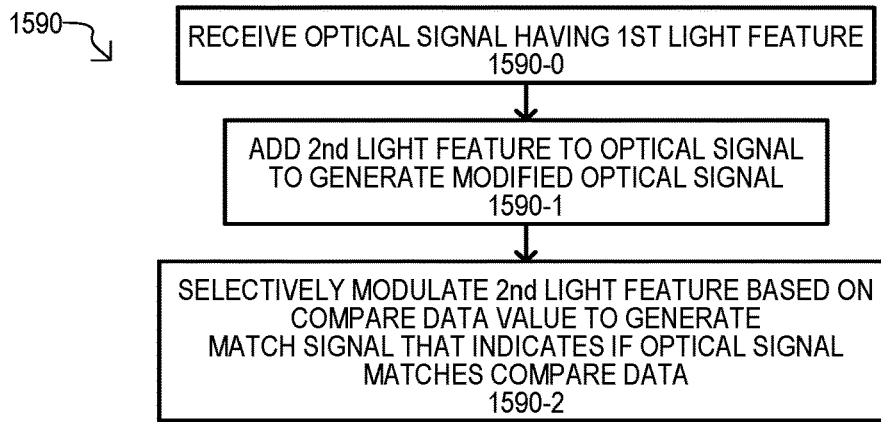 1590
RECEIVE OPTICAL SIGNAL HAVING 1ST LIGHT FEATURE
1590-0
ADD 2nd LIGHT FEATURE TO OPTICAL SIGNAL
TO GENERATE MODIFIED OPTICAL SIGNAL
1590-1
SELECTIVELY MODULATE 2nd LIGHT FEATURE BASED ON
COMPARE DATA VALUE TO GENERATE
MATCH SIGNAL THAT INDICATES IF OPTICAL SIGNAL
MATCHES COMPARE DATA
1590-2